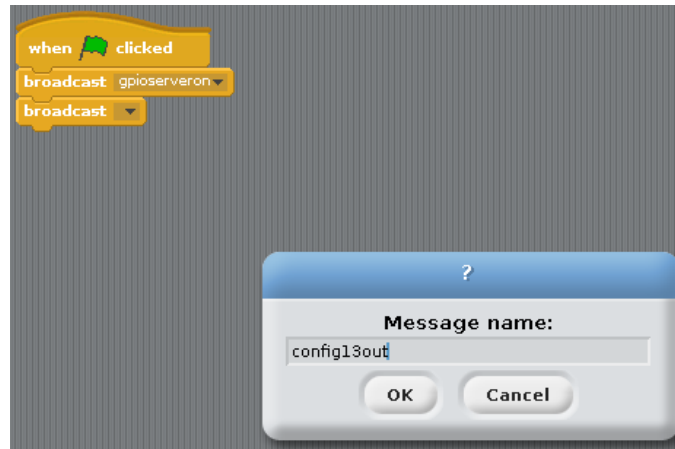 when clicked
broadcast gpioserveron
broadcast
?
Message name:
config13out
OK Cancel